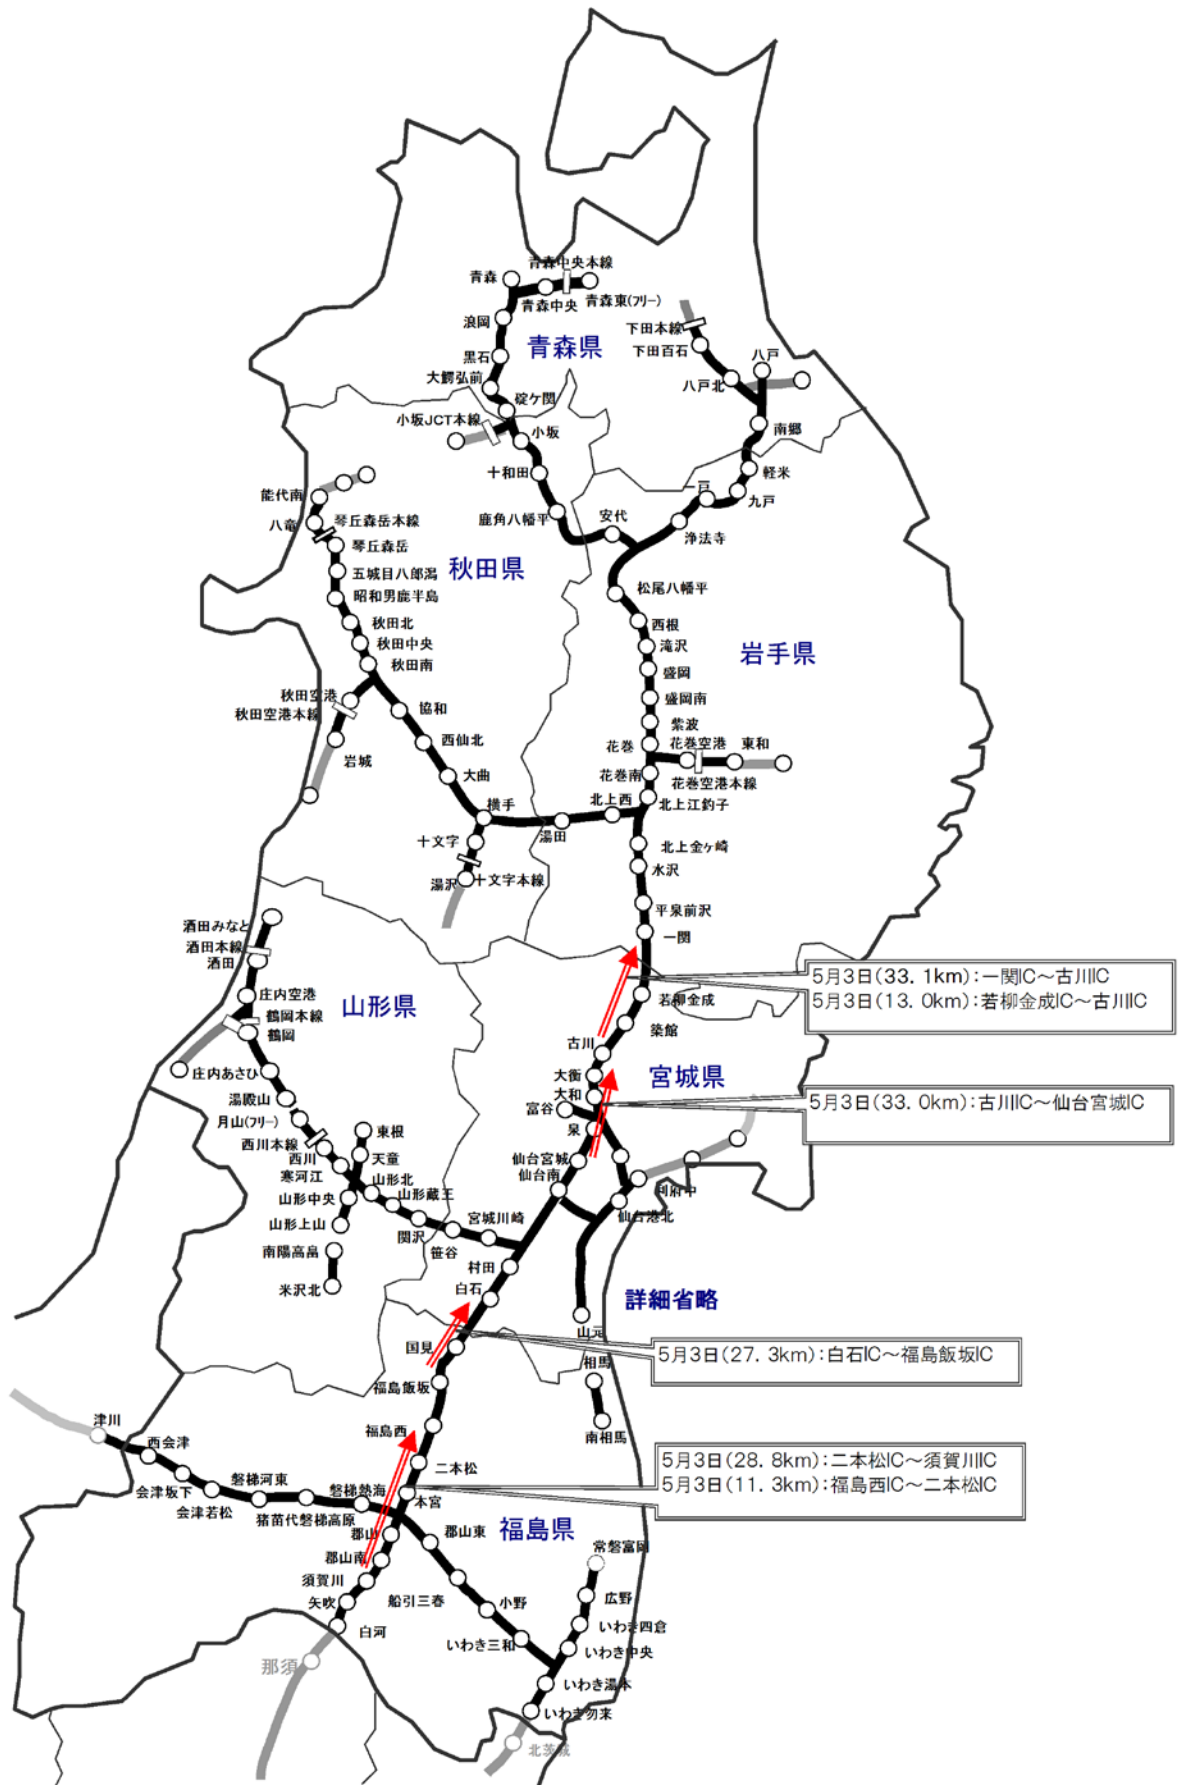 青森中央本線
青森
青森中央
青森東(フリー)
浪岡
青森県
下田本線
下田百石
黒石
八戸
大鰐弘前
八戸北
碇ケ関
小坂JCT本線
小坂
南郷
十和田
軽米
一戸
九戸
能代南
鹿角八幡平
安代
浄法寺
八竜
琴丘森岳本線
琴丘森岳
秋田県
五城目八郎潟
松尾八幡平
昭和男鹿半島
西根
秋田北
秋田中央
滝沢
岩手県
秋田南
盛岡
秋田空港
盛岡南
秋田空港本線
協和
紫波
西仙北
花巻
花巻空港
東和
岩城
大曲
花巻南
花巻空港本線
北上西
北上江釣子
横手
湯田
十文字
北上金ヶ崎
湯沢
十文字本線
水沢
平泉前沢
酒田みなと
一関
酒田本線
酒田
5月3日(33.1km):一関IC~古川IC
5月3日(13.0km):若柳金成IC~古川IC
庄内空港
山形県
若柳金成
鶴岡本線
築館
鶴岡
古川
庄内あさひ
大衡
宮城県
湯殿山
大和
5月3日(33.0km):古川IC~仙台宮城IC
富谷
月山(フリー)
泉
東根
西川本線
西川
天童
仙台宮城
寒河江
仙台南
山形北
利府中
山形中央
山形蔵王
宮城川崎
仙台港北
山形上山
関沢
笹谷
南陽高畠
村田
米沢北
白石
詳細省略
山元
国見
5月3日(27.3km):白石IC~福島飯坂IC
相馬
福島飯坂
津川
福島西
南相馬
西会津
5月3日(28.8km):二本松IC~須賀川IC
5月3日(11.3km):福島西IC~二本松IC
二本松
磐梯河東
会津坂下
磐梯熱海
本宮
会津若松
猪苗代磐梯高原
福島県
郡山
郡山東
郡山南
常磐富岡
須賀川
船引三春
広野
矢吹
小野
白河
いわき四倉
いわき三和
いわき中央
那須
いわき湯本
いわき勿来
北茨城